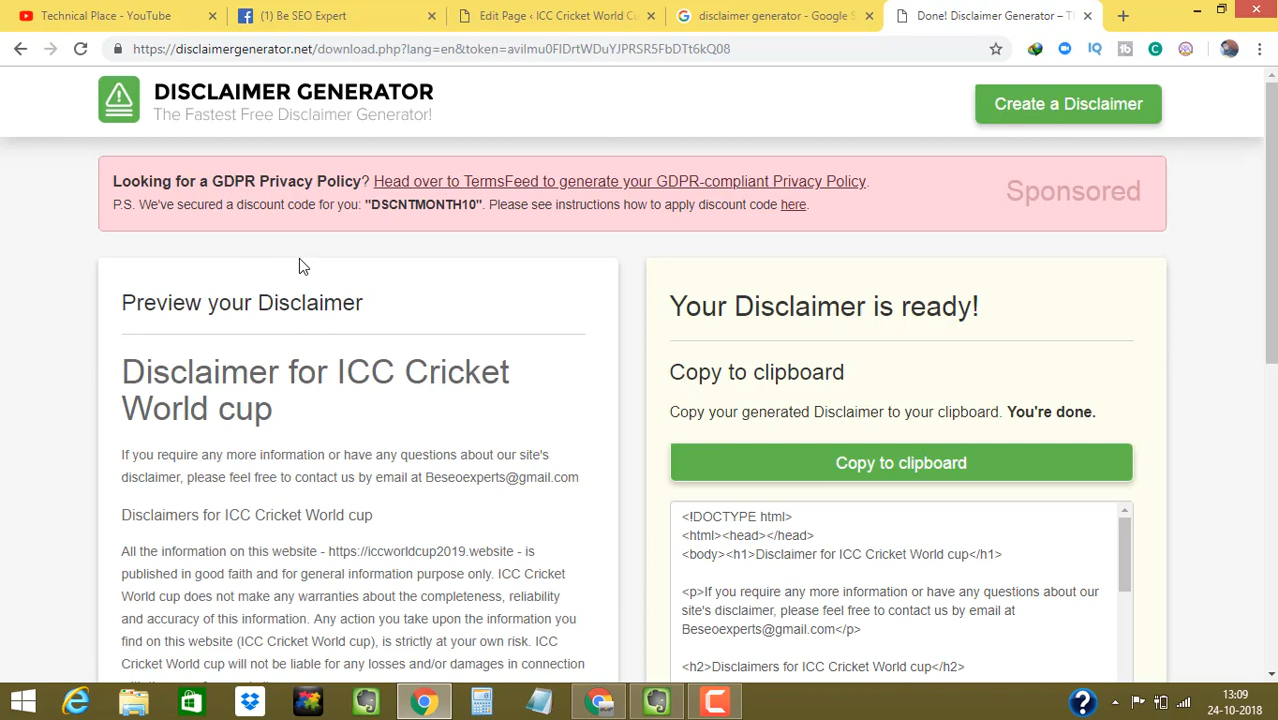 Technical Place - YouTube
(1) Be SEO Expert
Edit Page ‹ ICC Cricket World Cu
disclaimer generator - Google S
Done! Disclaimer Generator – T
https://disclaimergenerator.net/download.php?lang=en&token=avilmu0FIDrtWDuYJPRSR5FbDTt6kQ08
DISCLAIMER GENERATOR
The Fastest Free Disclaimer Generator!
Create a Disclaimer
Looking for a GDPR Privacy Policy? Head over to TermsFeed to generate your GDPR-compliant Privacy Policy.
P.S. We've secured a discount code for you: "DSCNTMONTH10". Please see instructions how to apply discount code here.
Sponsored
Preview your Disclaimer
Disclaimer for ICC Cricket
World cup
If you require any more information or have any questions about our site's
disclaimer, please feel free to contact us by email at Beseoexperts@gmail.com
Disclaimers for ICC Cricket World cup
All the information on this website - https://iccworldcup2019.website - is
published in good faith and for general information purpose only. ICC Cricket
World cup does not make any warranties about the completeness, reliability
and accuracy of this information. Any action you take upon the information you
find on this website (ICC Cricket World cup), is strictly at your own risk. ICC
Cricket World cup will not be liable for any losses and/or damages in connection
Your Disclaimer is ready!
Copy to clipboard
Copy your generated Disclaimer to your clipboard. You're done.
Copy to clipboard
<!DOCTYPE html>
<html><head></head>
<body><h1>Disclaimer for ICC Cricket World cup</h1>
<p>If you require any more information or have any questions about our
site's disclaimer, please feel free to contact us by email at
Beseoexperts@gmail.com</p>
<h2>Disclaimers for ICC Cricket World cup</h2>
13:09
24-10-2018